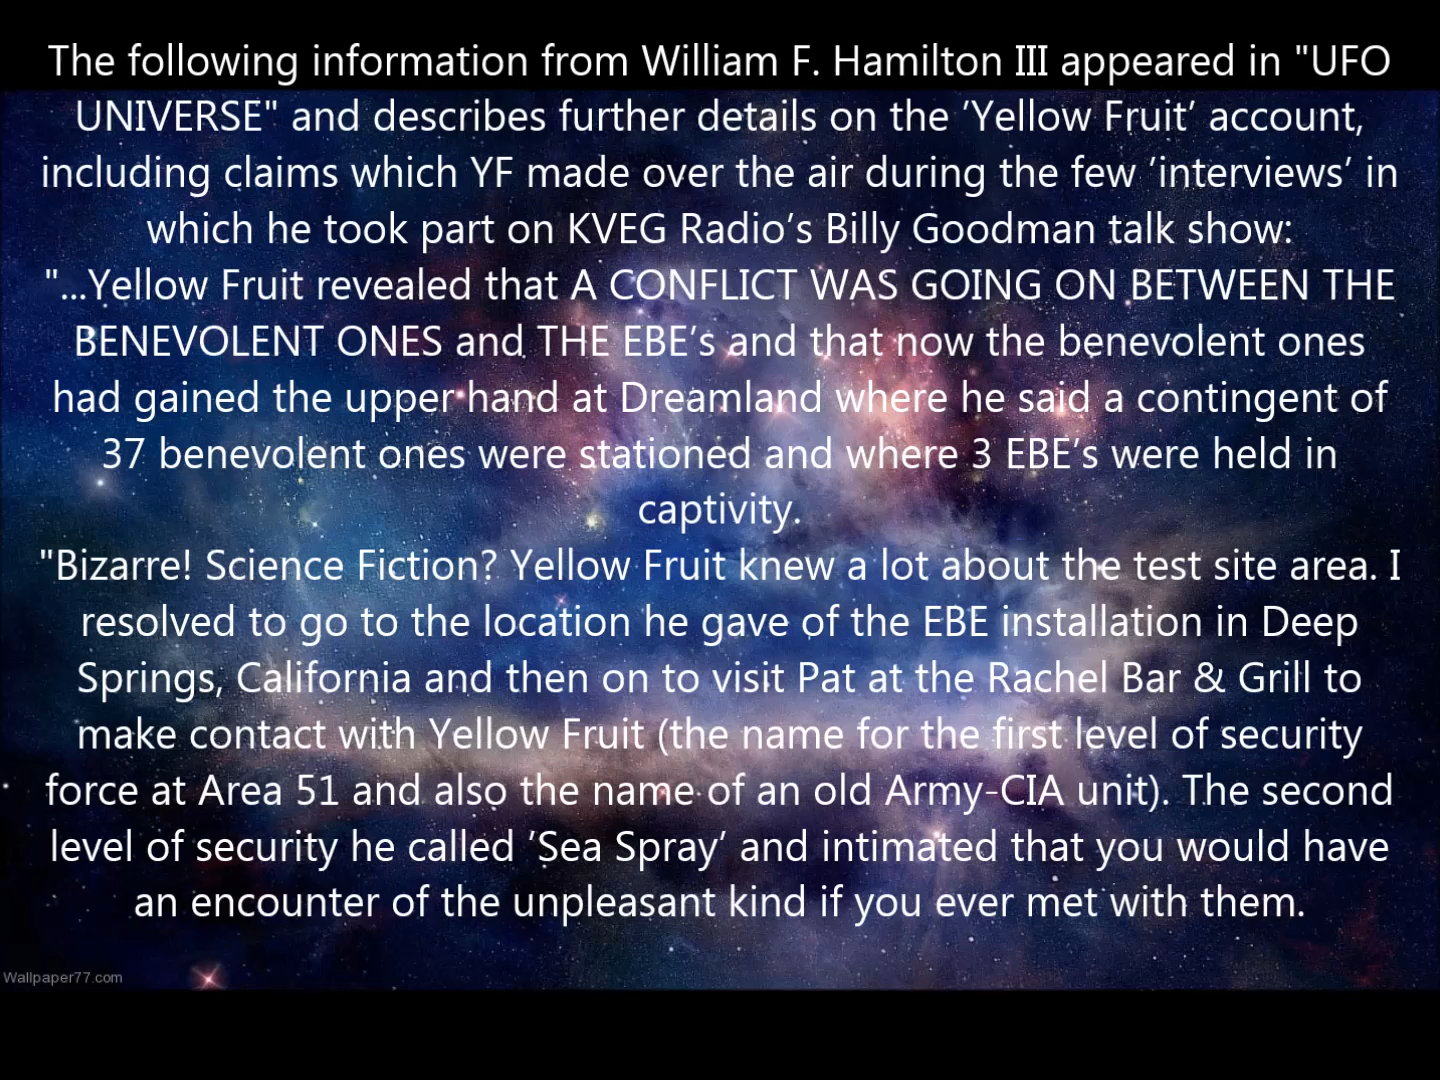 The following information from William F. Hamilton III appeared in "UFO
UNIVERSE" and describes further details on the ’Yellow Fruit’ account,
including claims which YF made over the air during the few ’interviews’ in
which he took part on KVEG Radio’s Billy Goodman talk show:
"...Yellow Fruit revealed that A CONFLICT WAS GOING ON BETWEEN THE
BENEVOLENT ONES and THE EBE’s and that now the benevolent ones
had gained the upper hand at Dreamland where he said a contingent of
37 benevolent ones were stationed and where 3 EBE’s were held in
captivity.
"Bizarre! Science Fiction? Yellow Fruit knew a lot about the test site area. I
resolved to go to the location he gave of the EBE installation in Deep
Springs, California and then on to visit Pat at the Rachel Bar & Grill to
make contact with Yellow Fruit (the name for the first level of security
force at Area 51 and also the name of an old Army-CIA unit). The second
level of security he called ’Sea Spray’ and intimated that you would have
an encounter of the unpleasant kind if you ever met with them.
Wallpaper77.com